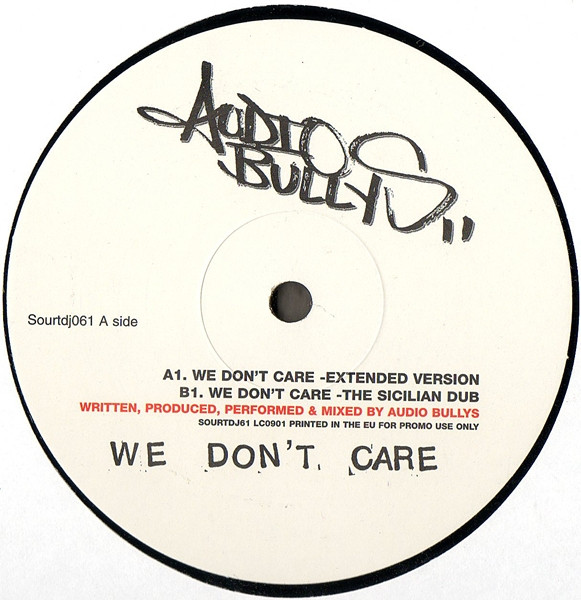 AUDIO
BULLYS
Sourtdj061 A side
A1. WE DON'T CARE -EXTENDED VERSION
B1. WE DON'T CARE -THE SICILIAN DUB
WRITTEN, PRODUCED, PERFORMED & MIXED BY AUDIO BULLYS
SOURTDJ61 LC0901 PRINTED IN THE EU FOR PROMO USE ONLY
WE DON'T CARE